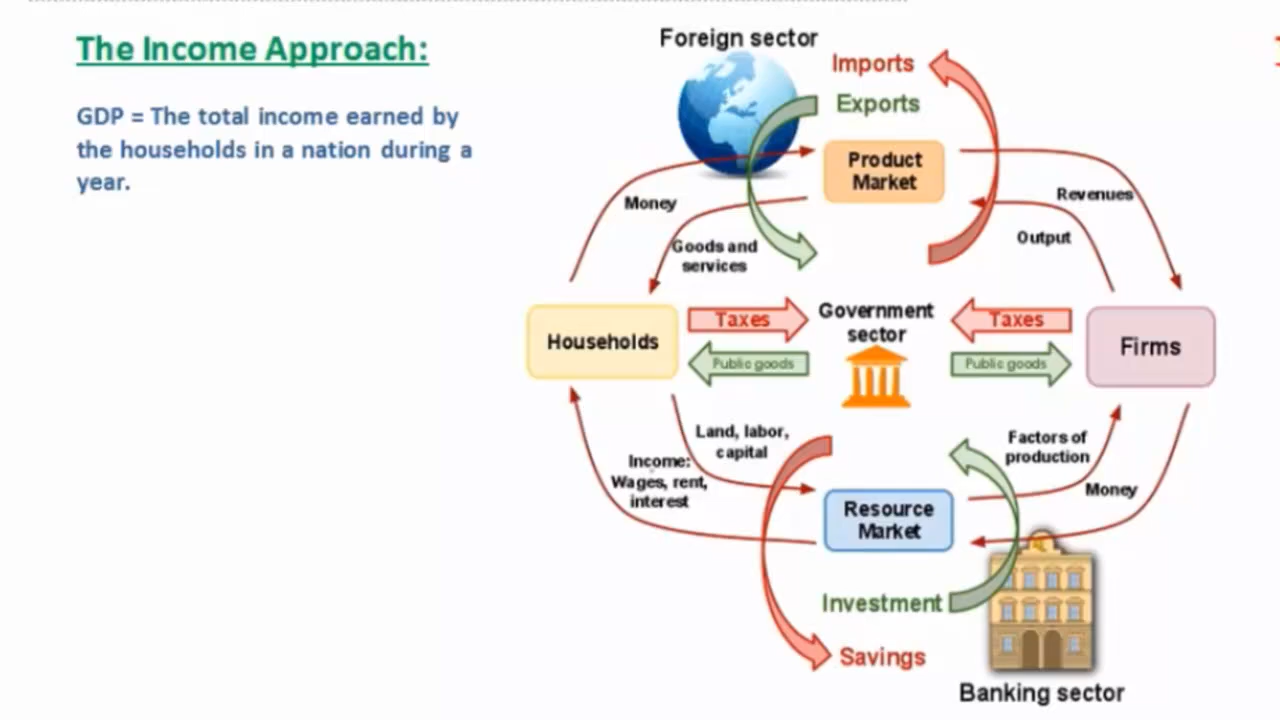 The Income Approach:
GDP = The total income earned by
the households in a nation during a
year.
Foreign sector
Imports
Exports
Product
Market
Money
Revenues
Output
Goods and
services
Households
Taxes
Public goods
Government
sector
Taxes
Public goods
Firms
Land, labor,
capital
Income:
Wages, rent,
interest
Factors of
production
Money
Resource
Market
Investment
Savings
Banking sector